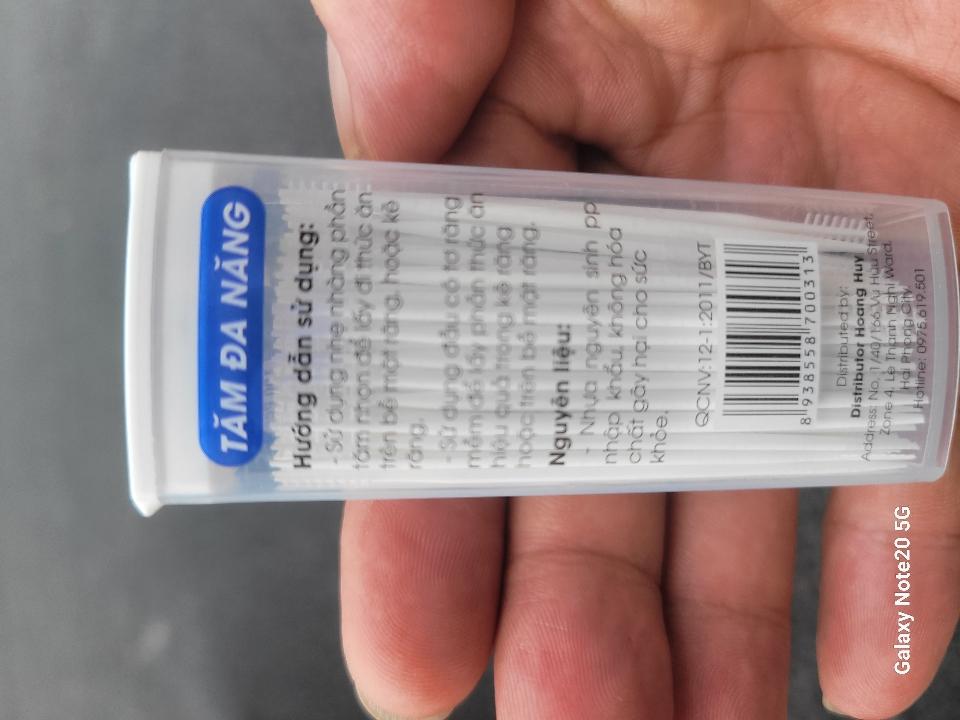 TĂM ĐA NĂNG
Hướng dẫn sử dụng:
- Sử dụng nhẹ nhàng phần
tăm nhọn để lấy đi thức ăn
trên bề mặt răng, hoặc kẽ
răng.
- Sử dụng đầu có tơ răng
mềm để lấy phần thức ăn
hiệu quả trong kẽ răng
hoặc trên bề mặt răng.
Nguyên liệu:
- Nhựa nguyên sinh pp
nhập khẩu, không hóa
chất gây hại cho sức
khỏe.
QCNV:12-1:2011/BYT
8 938558 700313
Distributed by:
Distributor Hoang Huy
Address: No. 1/40/166 Vu Huu Street,
Zone 4, Le Thanh Nghi Ward,
Hai Phong City
Hotline: 0975.619.501
Galaxy Note20 5G